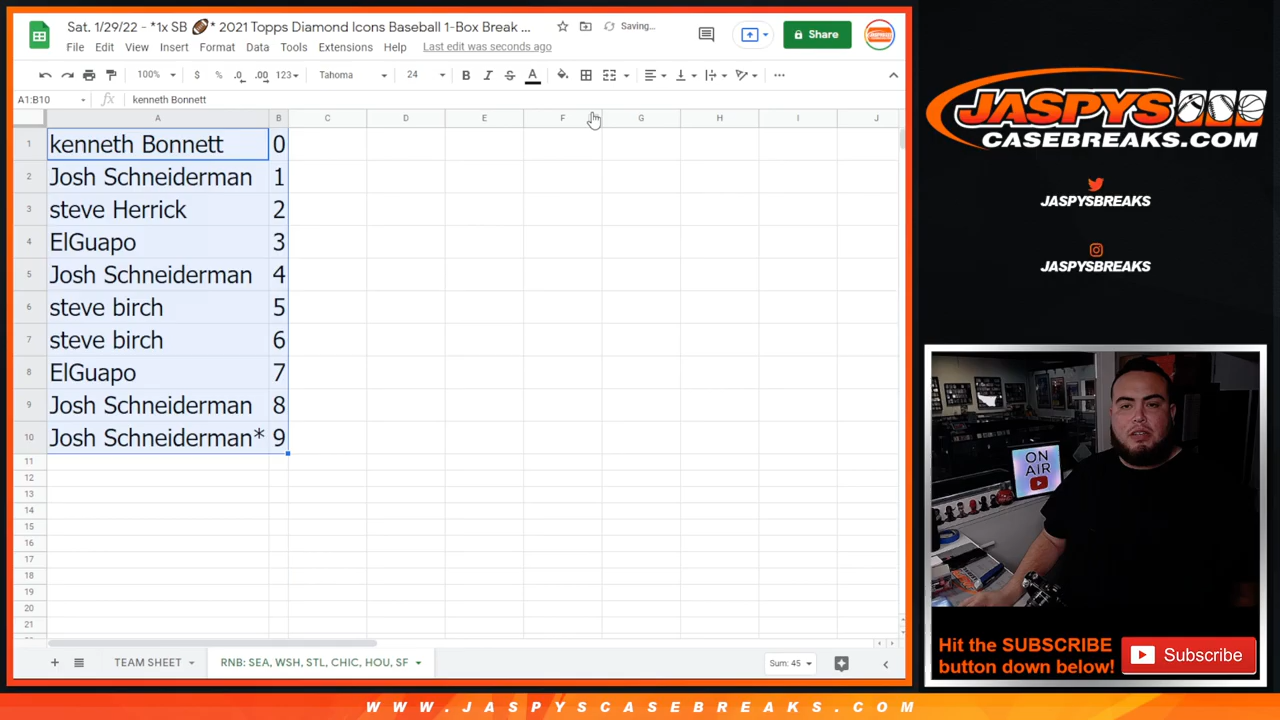 Sat. 1/29/22 - *1x SB 🏈* 2021 Topps Diamond Icons Baseball 1-Box Break ...
Saving...
Share
File Edit View Insert Format Data Tools Extensions Help Last edit was seconds ago
100% $ % .0 .00 123 Tahoma 24 B I S A
A1:B10 fx kenneth Bonnett
A B C D E F G H I J
1 kenneth Bonnett 0
2 Josh Schneiderman 1
3 steve Herrick 2
4 ElGuapo 3
5 Josh Schneiderman 4
6 steve birch 5
7 steve birch 6
8 ElGuapo 7
9 Josh Schneiderman 8
10 Josh Schneiderman* 9
11
12
13
14
15
16
17
18
19
20
21
TEAM SHEET RNB: SEA, WSH, STL, CHIC, HOU, SF Sum: 45
JASPYS
CASEBREAKS.COM
JASPYSBREAKS
JASPYSBREAKS
ON
AIR
Hit the SUBSCRIBE
button down below!
Subscribe
WWW.JASPYSCASEBREAKS.COM